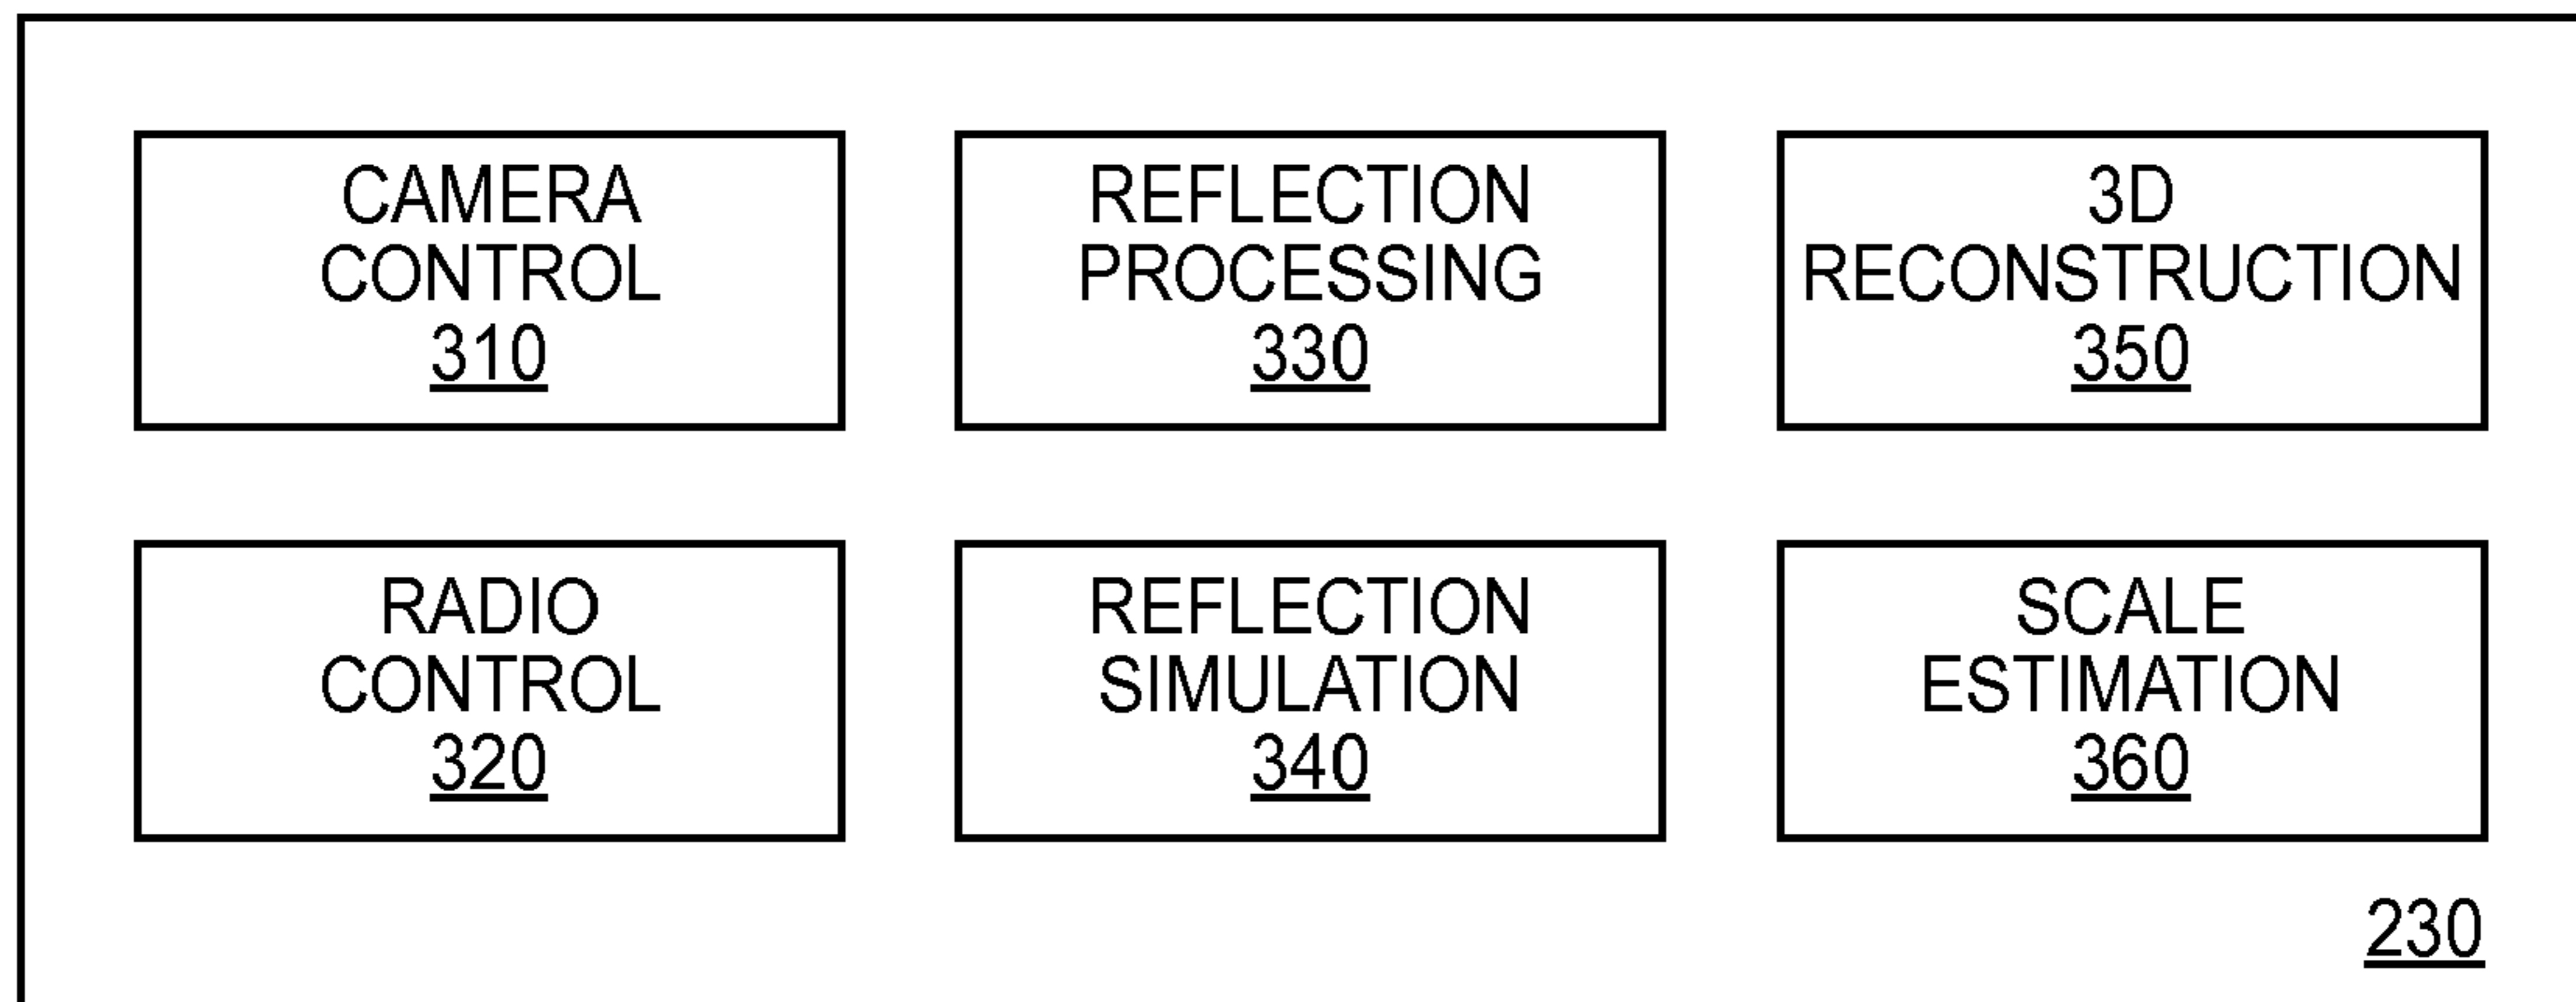 CAMERA
CONTROL
310
REFLECTION
PROCESSING
330
3D
RECONSTRUCTION
350
RADIO
CONTROL
320
REFLECTION
SIMULATION
340
SCALE
ESTIMATION
360
230